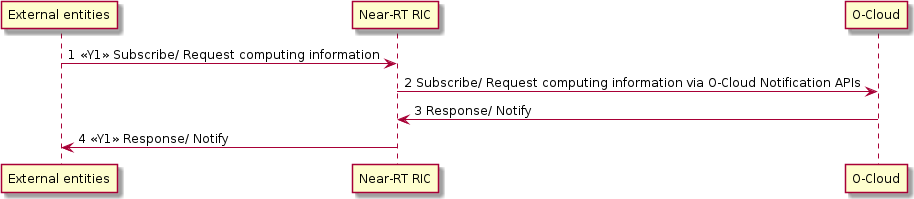 External entities
Near-RT RIC
O-Cloud
1 «Y1» Subscribe/ Request computing information
2 Subscribe/ Request computing information via O-Cloud Notification APIs
3 Response/ Notify
4 «Y1» Response/ Notify
External entities
Near-RT RIC
O-Cloud